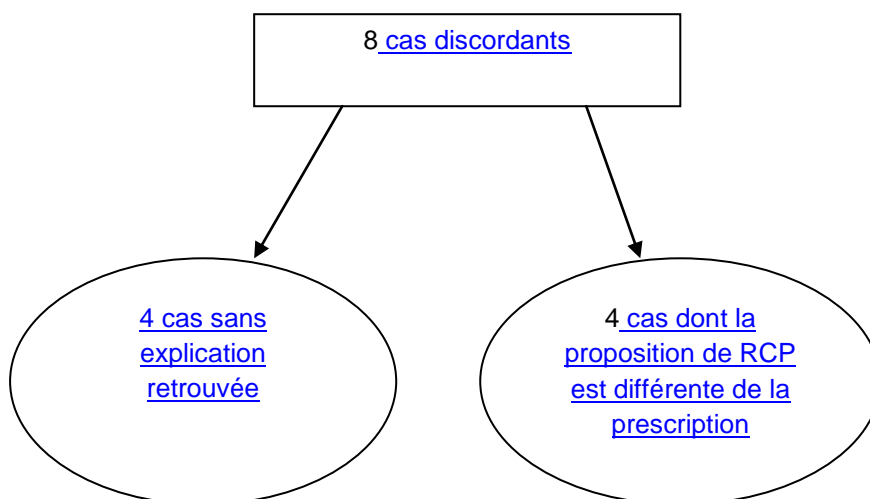 8 cas discordants
4 cas sans
explication
retrouvée
4 cas dont la
proposition de RCP
est différente de la
prescription